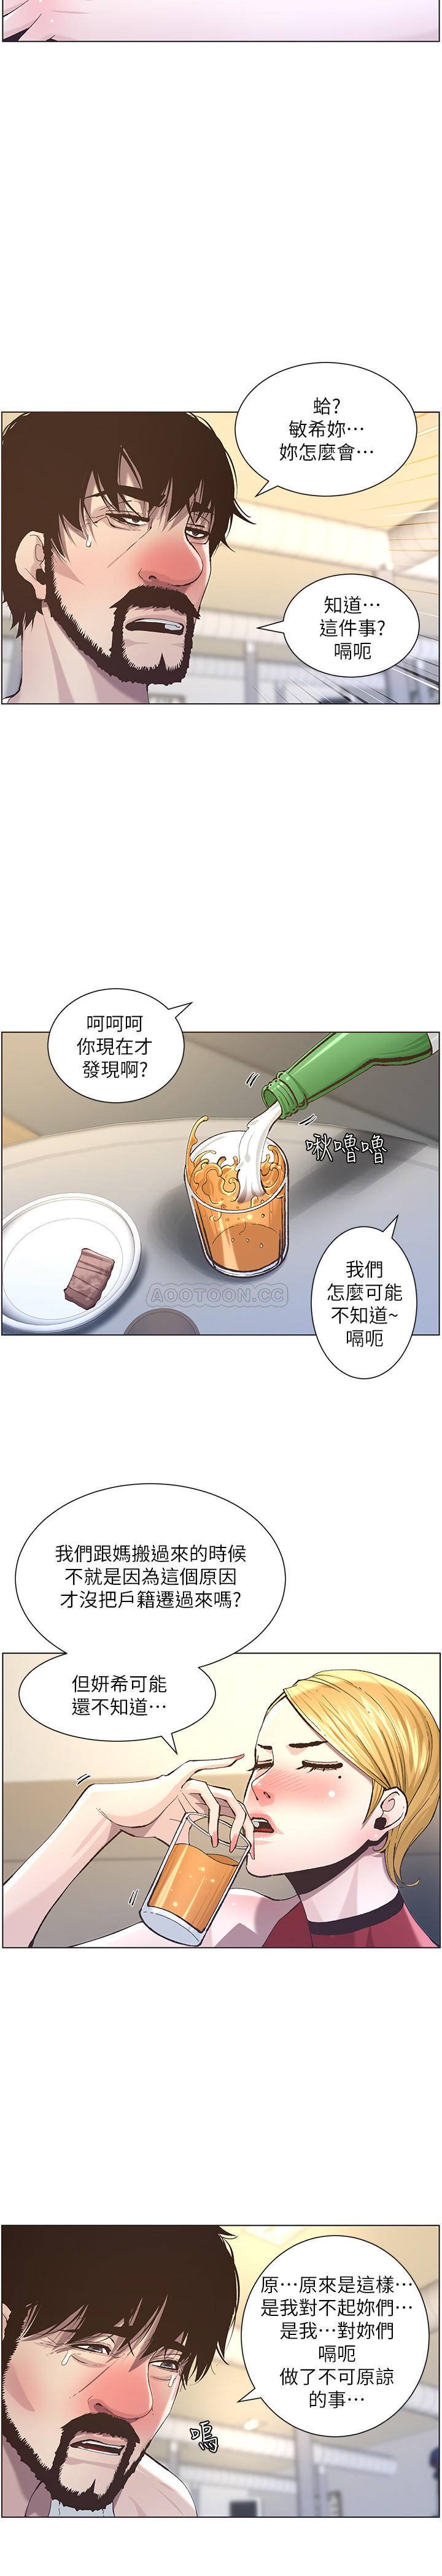 蛤?
敏希妳⋯
妳怎麼會⋯
知道⋯
這件事?
嗝呃
呵呵呵
你現在才
發現啊?
啾嚕嚕
AOOTOON.CC
我們
怎麼可能
不知道~
嗝呃
我們跟媽搬過來的時候
不就是因為這個原因
才沒把戶籍遷過來嗎?
但妍希可能
還不知道⋯
原⋯原來是這樣⋯
是我對不起妳們⋯
是我⋯對妳們
嗝呃
做了不可原諒
的事⋯
嗚